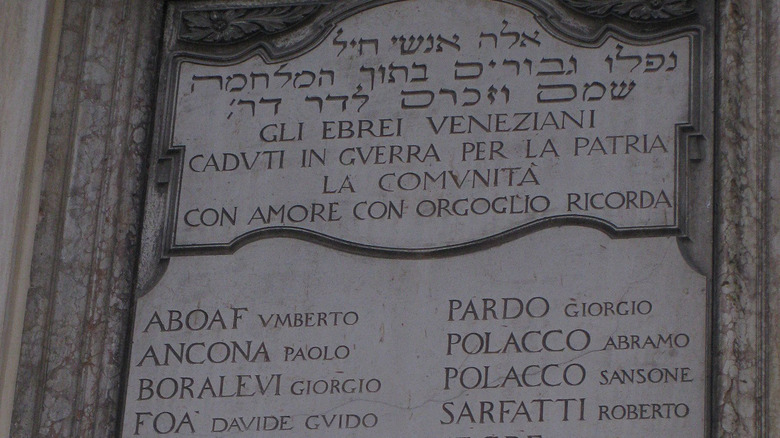 אלה אנשי חיל
נפלו גבורים בתוך המלחמה
שמם וזכרם לדר דר׳
GLI EBREI VENEZIANI
CADVTI IN GVERRA PER LA PATRIA
LA COMVNITÀ
CON AMORE CON ORGOGLIO RICORDA
ABOAF VMBERTO
ANCONA PAOLO
BORALEVI GIORGIO
FOA' DAVIDE GVIDO
PARDO GIORGIO
POLACCO ABRAMO
POLACCO SANSONE
SARFATTI ROBERTO